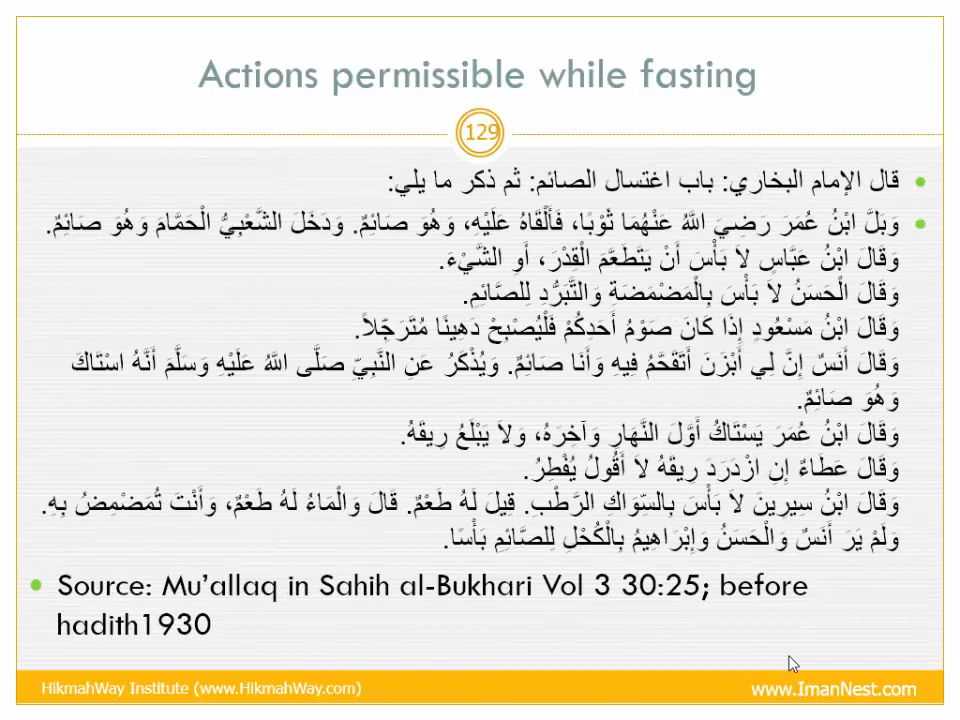 Actions permissible while fasting
129
قال الإمام البخاري: باب اغتسال الصائم: ثم ذكر ما يلي:
وَبَلَّ ابْنُ عُمَرَ رَضِيَ اللَّهُ عَنْهُمَا ثَوْبًا، فَأَلْقَاهُ عَلَيْهِ، وَهُوَ صَائِمٌ. وَدَخَلَ الشَّعْبِيُّ الْحَمَّامَ وَهُوَ صَائِمٌ.
وَقَالَ ابْنُ عَبَّاسٍ لاَ بَأْسَ أَنْ يَتَطَعَّمَ الْقِدْرَ، أَوِ الشَّيْءَ.
وَقَالَ الْحَسَنُ لاَ بَأْسَ بِالْمَضْمَضَةِ وَالتَّبَرُّدِ لِلصَّائِمِ.
وَقَالَ ابْنُ مَسْعُودٍ إِذَا كَانَ صَوْمُ أَحَدِكُمْ فَلْيُصْبِحْ دَهِينًا مُتَرَجِّلاً.
وَقَالَ أَنَسٌ إِنَّ لِي أَبْزَنَ أَتَقَحَّمُ فِيهِ وَأَنَا صَائِمٌ. وَيُذْكَرُ عَنِ النَّبِيِّ صَلَّى اللَّهُ عَلَيْهِ وَسَلَّمَ أَنَّهُ اسْتَاكَ
وَهُوَ صَائِمٌ.
وَقَالَ ابْنُ عُمَرَ يَسْتَاكُ أَوَّلَ النَّهَارِ وَآخِرَهُ، وَلاَ يَبْلَعُ رِيقَهُ.
وَقَالَ عَطَاءٌ إِنِ ازْدَرَدَ رِيقَهُ لاَ أَقُولُ يُفْطِرُ.
وَقَالَ ابْنُ سِيرِينَ لاَ بَأْسَ بِالسِّوَاكِ الرَّطْبِ. قِيلَ لَهُ طَعْمٌ. قَالَ وَالْمَاءُ لَهُ طَعْمٌ، وَأَنْتَ تُمَضْمِضُ بِهِ.
وَلَمْ يَرَ أَنَسٌ وَالْحَسَنُ وَإِبْرَاهِيمُ بِالْكُحْلِ لِلصَّائِمِ بَأْسًا.
Source: Mu’allaq in Sahih al-Bukhari Vol 3 30:25; before
hadith1930
HikmahWay Institute (www.HikmahWay.com)
www.ImanNest.com